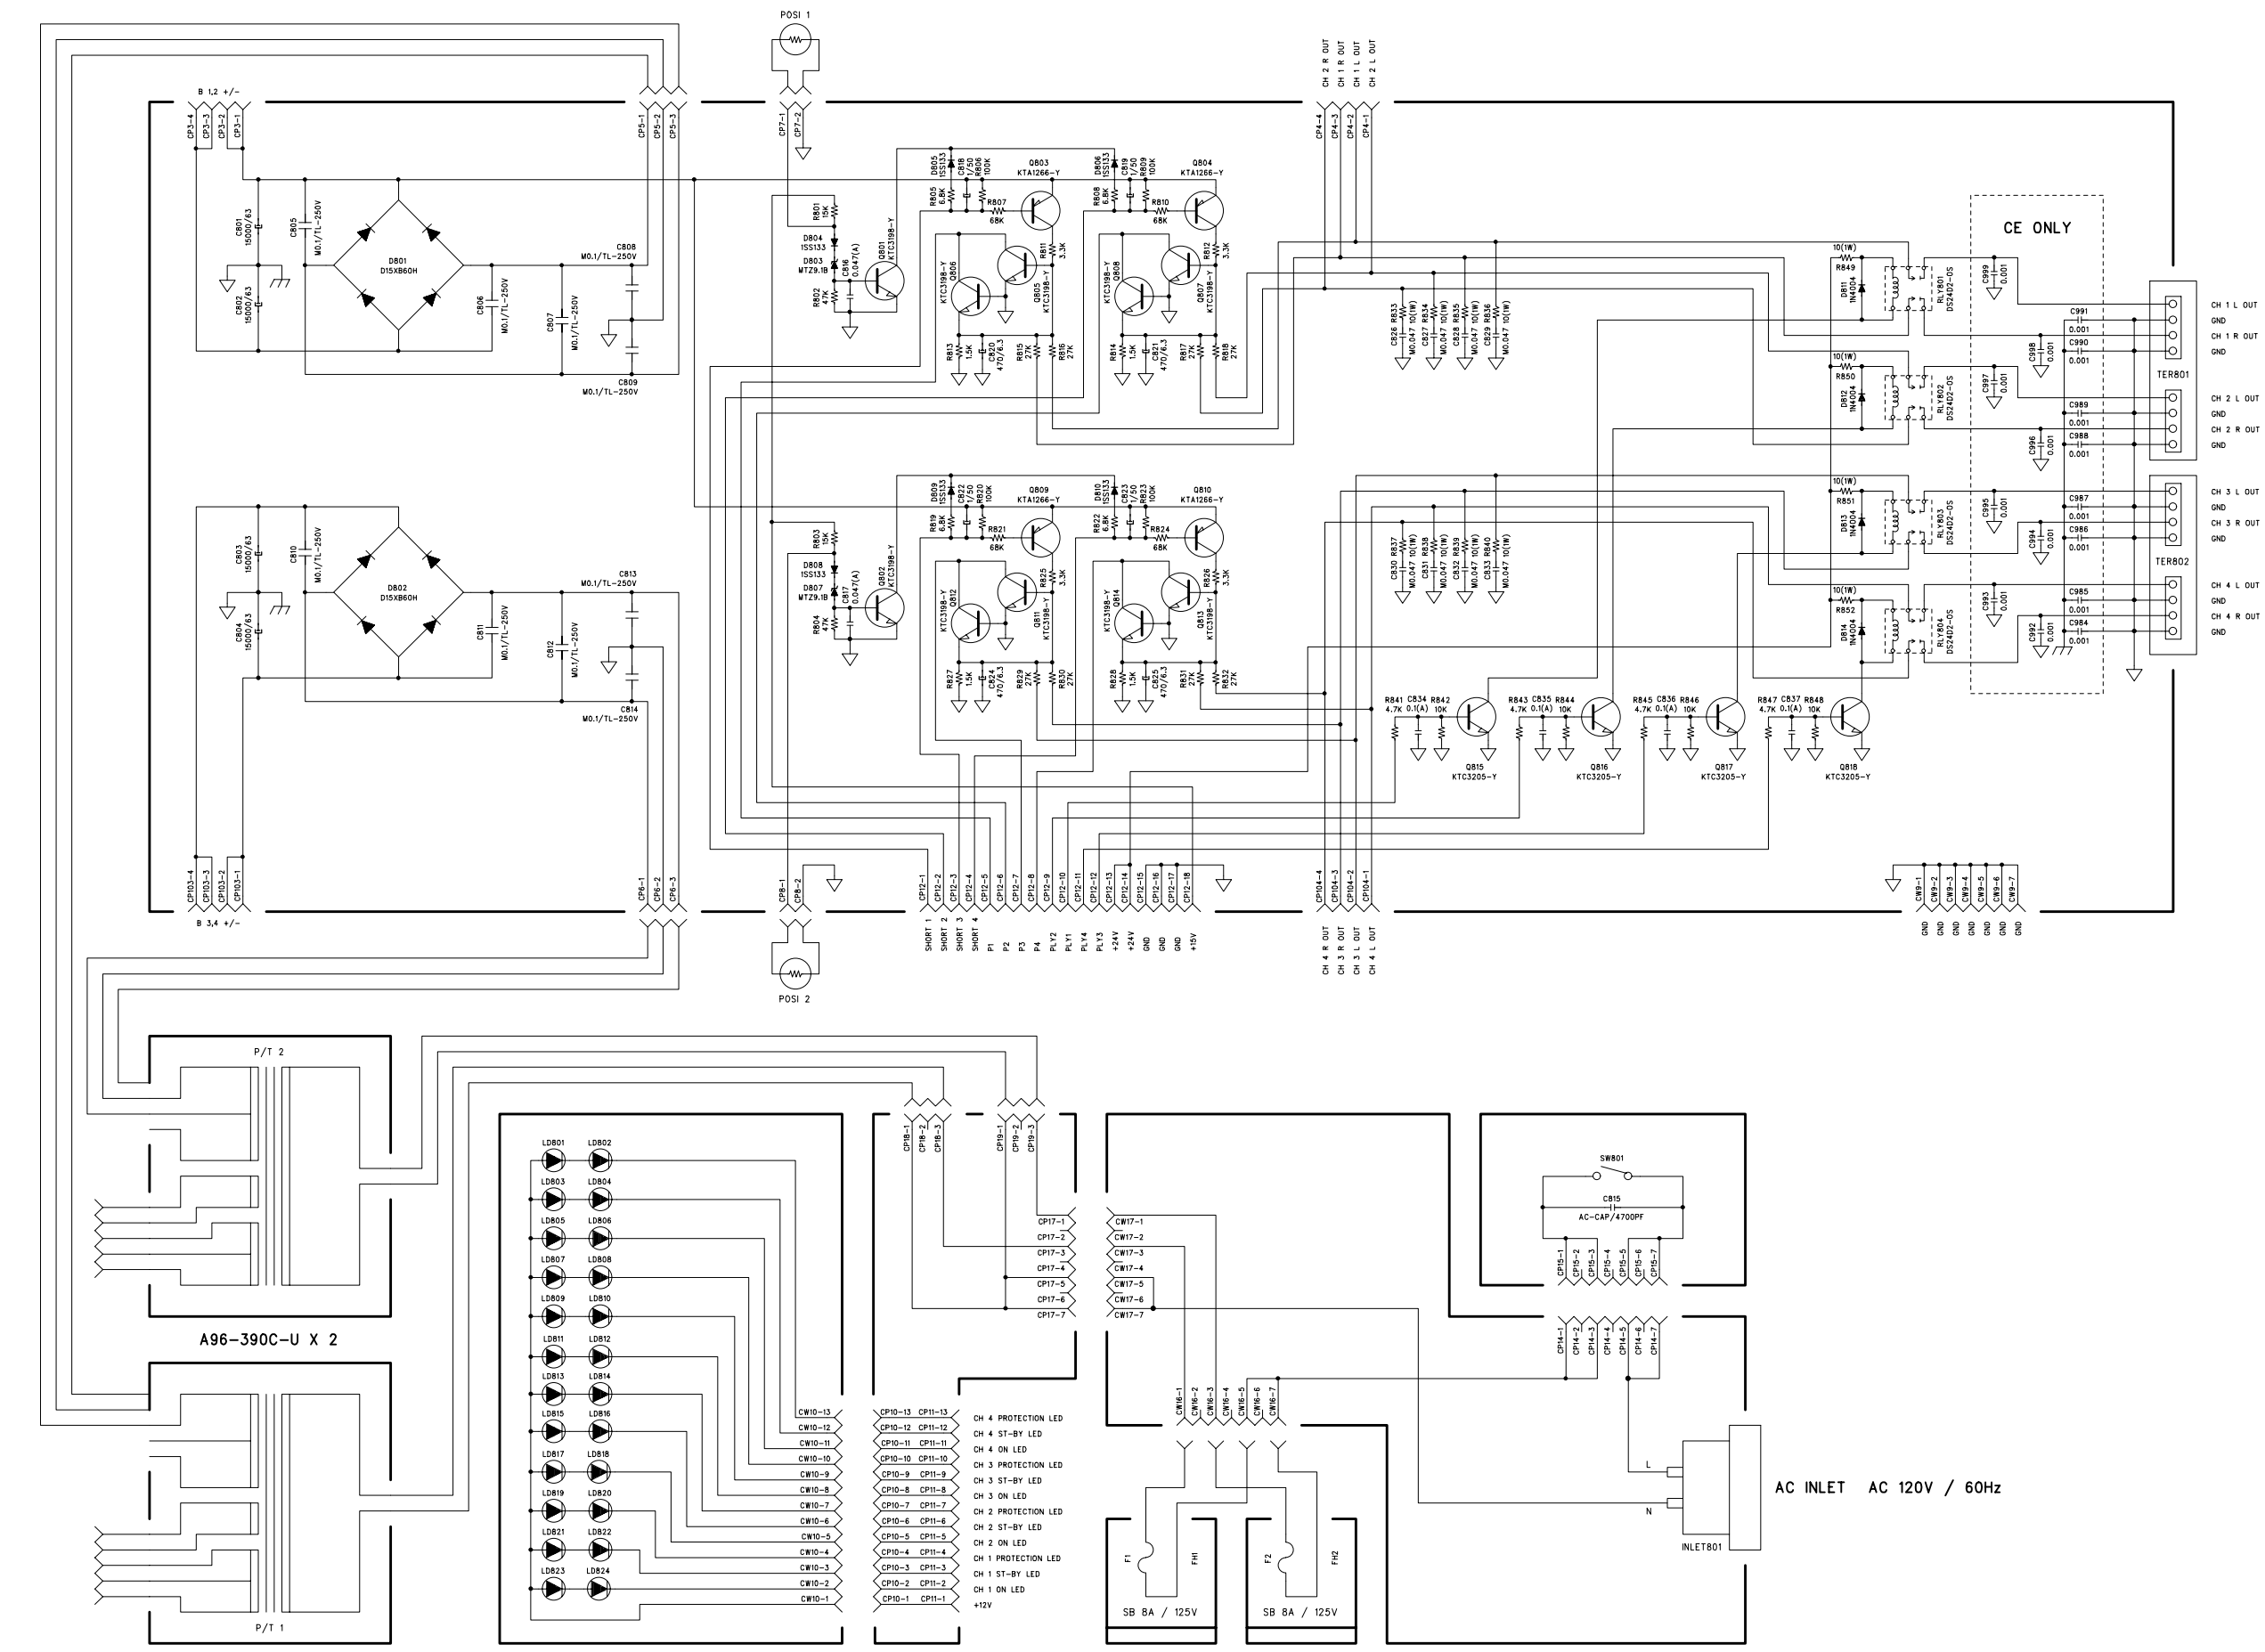 POSI 1
CH 2 R OUT
CH 1 R OUT
CH 1 L OUT
CH 2 L OUT
B 1,2 +/-
CP3-4
CP3-3
CP3-2
CP3-1
CP5-1
CP5-2
CP5-3
CP7-1
CP7-2
CP4-4
CP4-3
CP4-2
CP4-1
C801
15000/63
C802
15000/63
C805
M0.1/TL-250V
D801
D15XB60H
C806
M0.1/TL-250V
C807
M0.1/TL-250V
C808
M0.1/TL-250V
C809
M0.1/TL-250V
R801
15K
D804
1SS133
D803
MTZ9.1B
R802
47K
C816
0.047(A)
Q801
KTC3198-Y
D805
1SS133
C818
1/50
R806
100K
R805
6.8K
R807
68K
Q803
KTA1266-Y
R811
3.3K
KTC3198-Y
Q806
Q805
KTC3198-Y
R813
1.5K
C820
470/6.3
R815
27K
R816
27K
D806
1SS133
C819
1/50
R809
100K
R808
6.8K
R810
68K
Q804
KTA1266-Y
R812
3.3K
KTC3198-Y
Q808
Q807
KTC3198-Y
R814
1.5K
C821
470/6.3
R817
27K
R818
27K
C826 R833
M0.047 10(1W)
C827 R834
M0.047 10(1W)
C828 R835
M0.047 10(1W)
C829 R836
M0.047 10(1W)
10(1W)
R849
D811
1N4004
RLY801
DS24D2-OS
10(1W)
R850
D812
1N4004
RLY802
DS24D2-OS
CE ONLY
C999
0.001
C998
0.001
C997
0.001
C996
0.001
C991
0.001
C990
0.001
C989
0.001
C988
0.001
CH 1 L OUT
GND
CH 1 R OUT
GND
TER801
CH 2 L OUT
GND
CH 2 R OUT
GND
C803
15000/63
C804
15000/63
C810
M0.1/TL-250V
D802
D15XB60H
C811
M0.1/TL-250V
C812
M0.1/TL-250V
C813
M0.1/TL-250V
C814
M0.1/TL-250V
R803
15K
D808
1SS133
D807
MTZ9.1B
R804
47K
C817
0.047(A)
Q802
KTC3198-Y
D809
1SS133
C822
1/50
R820
100K
R819
6.8K
R821
68K
Q809
KTA1266-Y
R825
3.3K
KTC3198-Y
Q812
Q811
KTC3198-Y
R827
1.5K
C824
470/6.3
R829
27K
R830
27K
D810
1SS133
C823
1/50
R823
100K
R822
6.8K
R824
68K
Q810
KTA1266-Y
R826
3.3K
KTC3198-Y
Q814
Q813
KTC3198-Y
R828
1.5K
C825
470/6.3
R831
27K
R832
27K
C830 R837
M0.047 10(1W)
C831 R838
M0.047 10(1W)
C832 R839
M0.047 10(1W)
C833 R840
M0.047 10(1W)
10(1W)
R851
D813
1N4004
RLY803
DS24D2-OS
10(1W)
R852
D814
1N4004
RLY804
DS24D2-OS
C995
0.001
C994
0.001
C993
0.001
C992
0.001
C987
0.001
C986
0.001
C985
0.001
C984
0.001
CH 3 L OUT
GND
CH 3 R OUT
GND
TER802
CH 4 L OUT
GND
CH 4 R OUT
GND
R841 C834 R842
4.7K 0.1(A) 10K
Q815
KTC3205-Y
R843 C835 R844
4.7K 0.1(A) 10K
Q816
KTC3205-Y
R845 C836 R846
4.7K 0.1(A) 10K
Q817
KTC3205-Y
R847 C837 R848
4.7K 0.1(A) 10K
Q818
KTC3205-Y
CP103-4
CP103-3
CP103-2
CP103-1
B 3,4 +/-
CP6-1
CP6-2
CP6-3
CP8-1
CP8-2
POSI 2
CP12-1
CP12-2
CP12-3
CP12-4
CP12-5
CP12-6
CP12-7
CP12-8
CP12-9
CP12-10
CP12-11
CP12-12
CP12-13
CP12-14
CP12-15
CP12-16
CP12-17
CP12-18
SHORT 1
SHORT 2
SHORT 3
SHORT 4
P1
P2
P3
P4
PLY2
PLY1
PLY4
PLY3
+24V
+24V
GND
GND
GND
+15V
CP104-4
CP104-3
CP104-2
CP104-1
CH 4 R OUT
CH 3 R OUT
CH 3 L OUT
CH 4 L OUT
CW9-1
CW9-2
CW9-3
CW9-4
CW9-5
CW9-6
CW9-7
GND
GND
GND
GND
GND
GND
GND
P/T 2
A96-390C-U X 2
P/T 1
LD801 LD802
LD803 LD804
LD805 LD806
LD807 LD808
LD809 LD810
LD811 LD812
LD813 LD814
LD815 LD816
LD817 LD818
LD819 LD820
LD821 LD822
LD823 LD824
CW10-13
CW10-12
CW10-11
CW10-10
CW10-9
CW10-8
CW10-7
CW10-6
CW10-5
CW10-4
CW10-3
CW10-2
CW10-1
CP18-1
CP18-2
CP18-3
CP19-1
CP19-2
CP19-3
CP17-1
CP17-2
CP17-3
CP17-4
CP17-5
CP17-6
CP17-7
CW17-1
CW17-2
CW17-3
CW17-4
CW17-5
CW17-6
CW17-7
CP10-13 CP11-13 CH 4 PROTECTION LED
CP10-12 CP11-12 CH 4 ST-BY LED
CP10-11 CP11-11 CH 4 ON LED
CP10-10 CP11-10 CH 3 PROTECTION LED
CP10-9 CP11-9 CH 3 ST-BY LED
CP10-8 CP11-8 CH 3 ON LED
CP10-7 CP11-7 CH 2 PROTECTION LED
CP10-6 CP11-6 CH 2 ST-BY LED
CP10-5 CP11-5 CH 2 ON LED
CP10-4 CP11-4 CH 1 PROTECTION LED
CP10-3 CP11-3 CH 1 ST-BY LED
CP10-2 CP11-2 CH 1 ON LED
CP10-1 CP11-1 +12V
SW801
C815
AC-CAP/4700PF
CP15-1
CP15-2
CP15-3
CP15-4
CP15-5
CP15-6
CP15-7
CP14-1
CP14-2
CP14-3
CP14-4
CP14-5
CP14-6
CP14-7
CW16-1
CW16-2
CW16-3
CW16-4
CW16-5
CW16-6
CW16-7
F1
FH1
SB 8A / 125V
F2
FH2
SB 8A / 125V
L
N
INLET801
AC INLET AC 120V / 60Hz